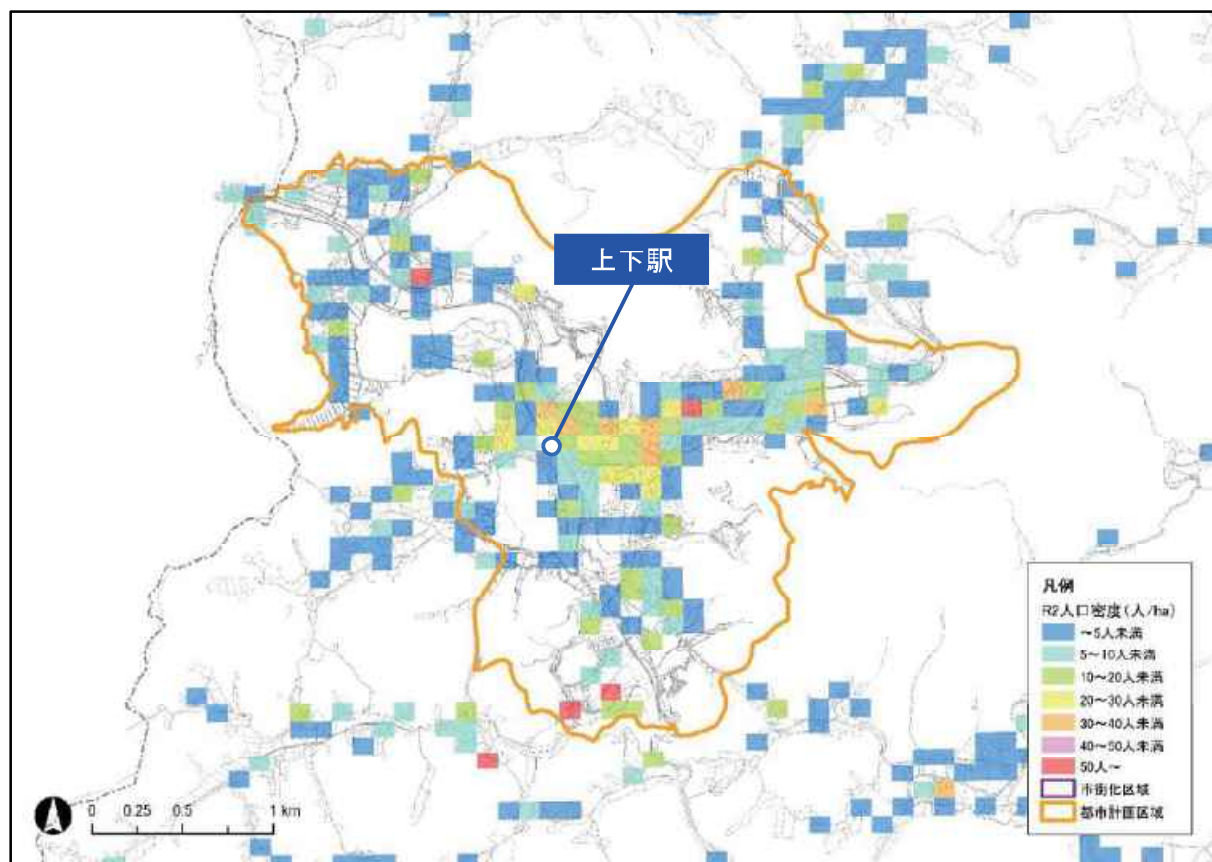 上下駅
凡例
R2人口密度(人/ha)
～5人未満
5～10人未満
10～20人未満
20～30人未満
30～40人未満
40～50人未満
50人～
市街化区域
都市計画区域
0 0.25 0.5 1 km